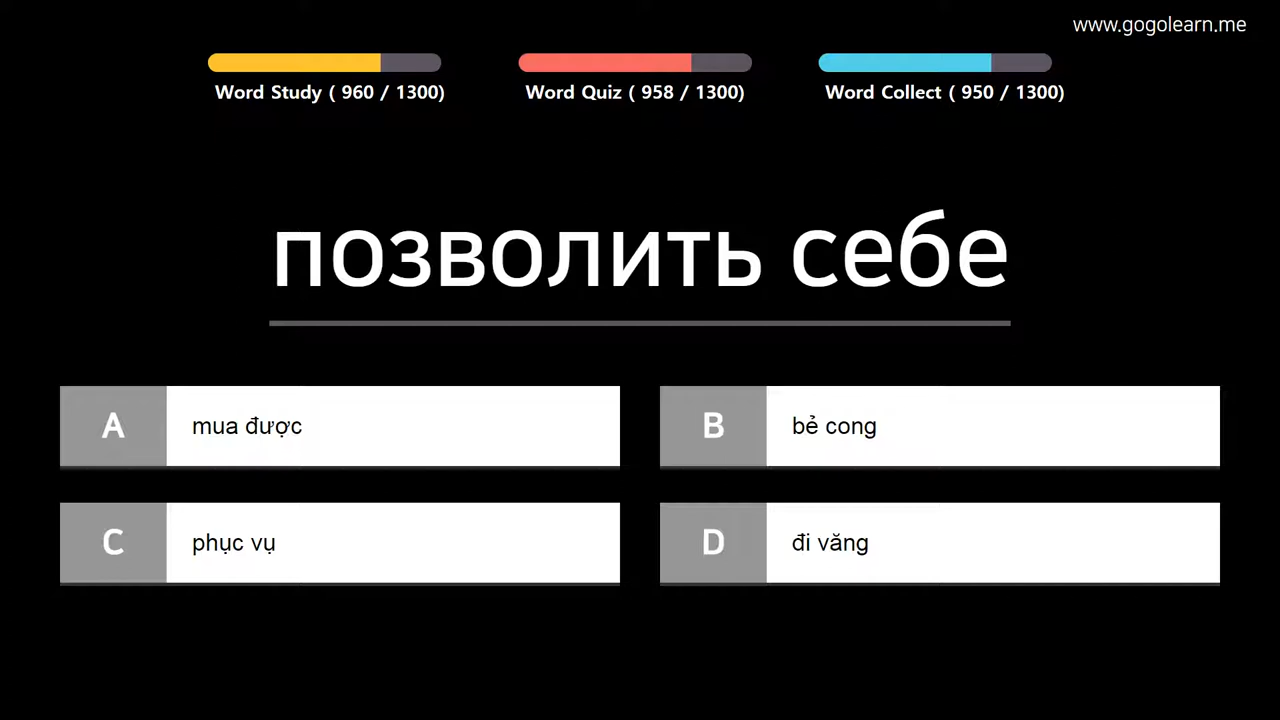 www.gogolearn.me
Word Study ( 960 / 1300)
Word Quiz ( 958 / 1300)
Word Collect ( 950 / 1300)
позволить себе
A mua được
B bẻ cong
C phục vụ
D đi văng